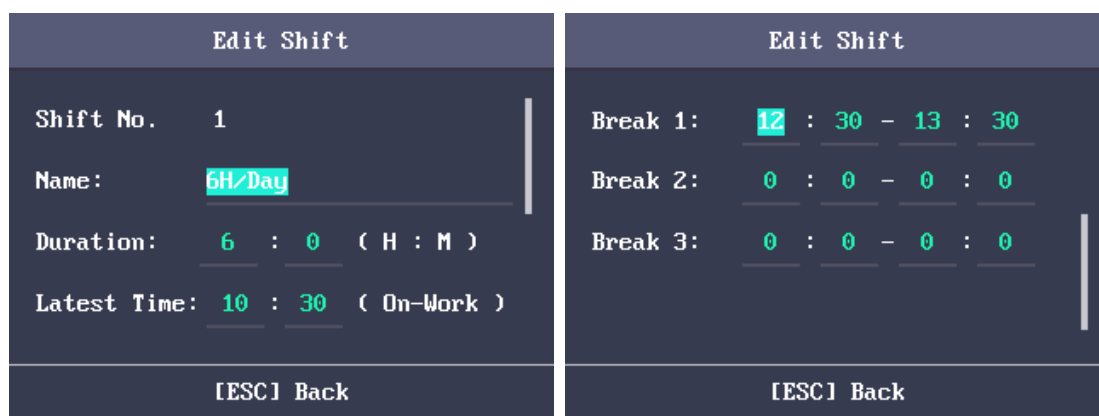 Edit Shift
Shift No. 1
Name: 6H/Day
Duration: 6 : 0 ( H : M )
Latest Time: 10 : 30 ( On-Work )
[ESC] Back
Edit Shift
Break 1: 12 : 30 - 13 : 30
Break 2: 0 : 0 - 0 : 0
Break 3: 0 : 0 - 0 : 0
[ESC] Back